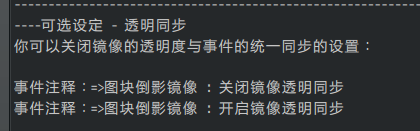 ----可选设定 - 透明同步
你可以关闭镜像的透明度与事件的统一同步的设置：
事件注释：=>图块倒影镜像 : 关闭镜像透明同步
事件注释：=>图块倒影镜像 : 开启镜像透明同步